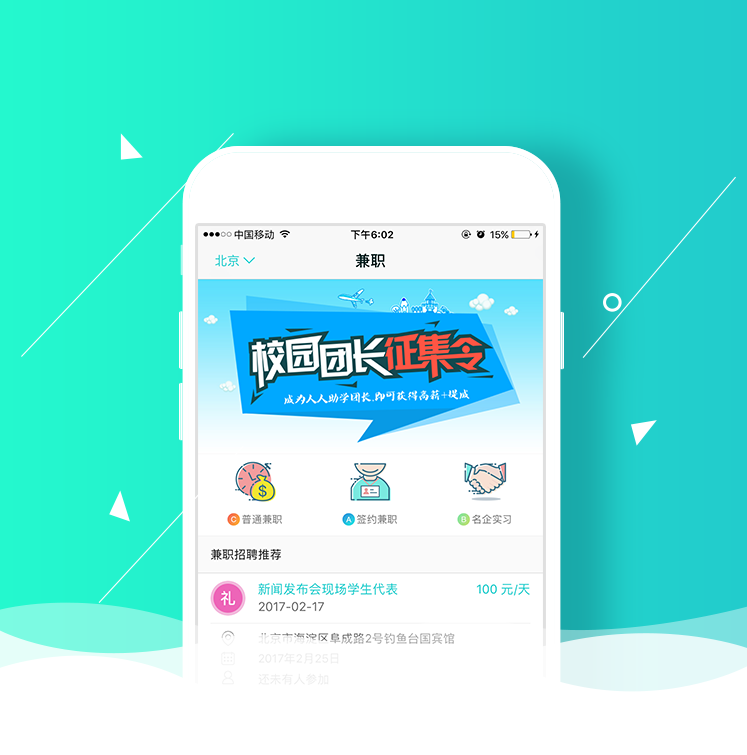 中国移动 下午6:02 15%
北京 兼职
校园团长征集令
成为人人助学团长,即可获得高薪+提成
$
C 普通兼职 A 签约兼职 B 名企实习
兼职招聘推荐
礼 新闻发布会现场学生代表 100 元/天
2017-02-17
北京市海淀区阜成路2号钓鱼台国宾馆
2017年2月25日
还未有人参加